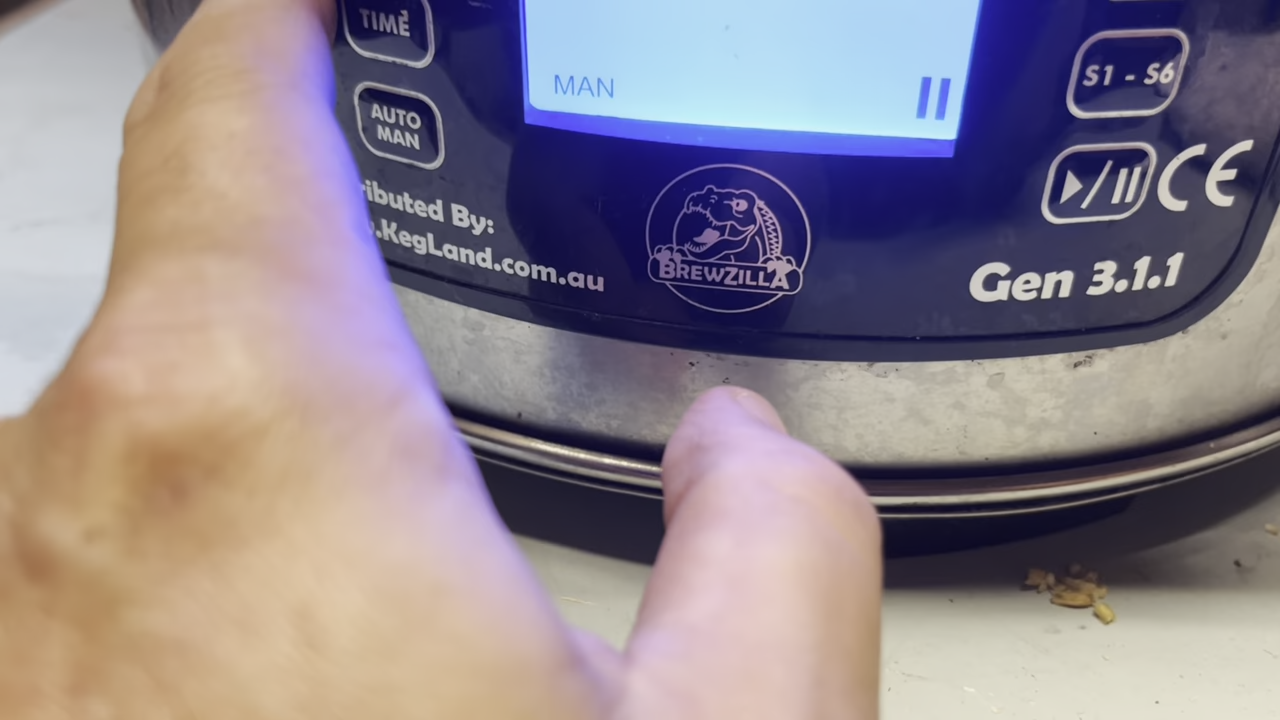 TIME
AUTO
MAN
MAN
S1 - S6
CE
ributed By:
.KegLand.com.au
BREWZILLA
Gen 3.1.1